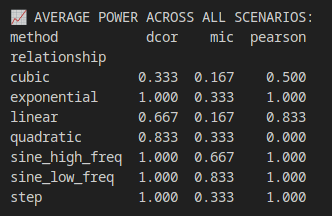 📈 AVERAGE POWER ACROSS ALL SCENARIOS:
method dcor mic pearson
relationship
cubic 0.333 0.167 0.500
exponential 1.000 0.333 1.000
linear 0.667 0.167 0.833
quadratic 0.833 0.333 0.000
sine_high_freq 1.000 0.667 1.000
sine_low_freq 1.000 0.833 1.000
step 1.000 0.333 1.000